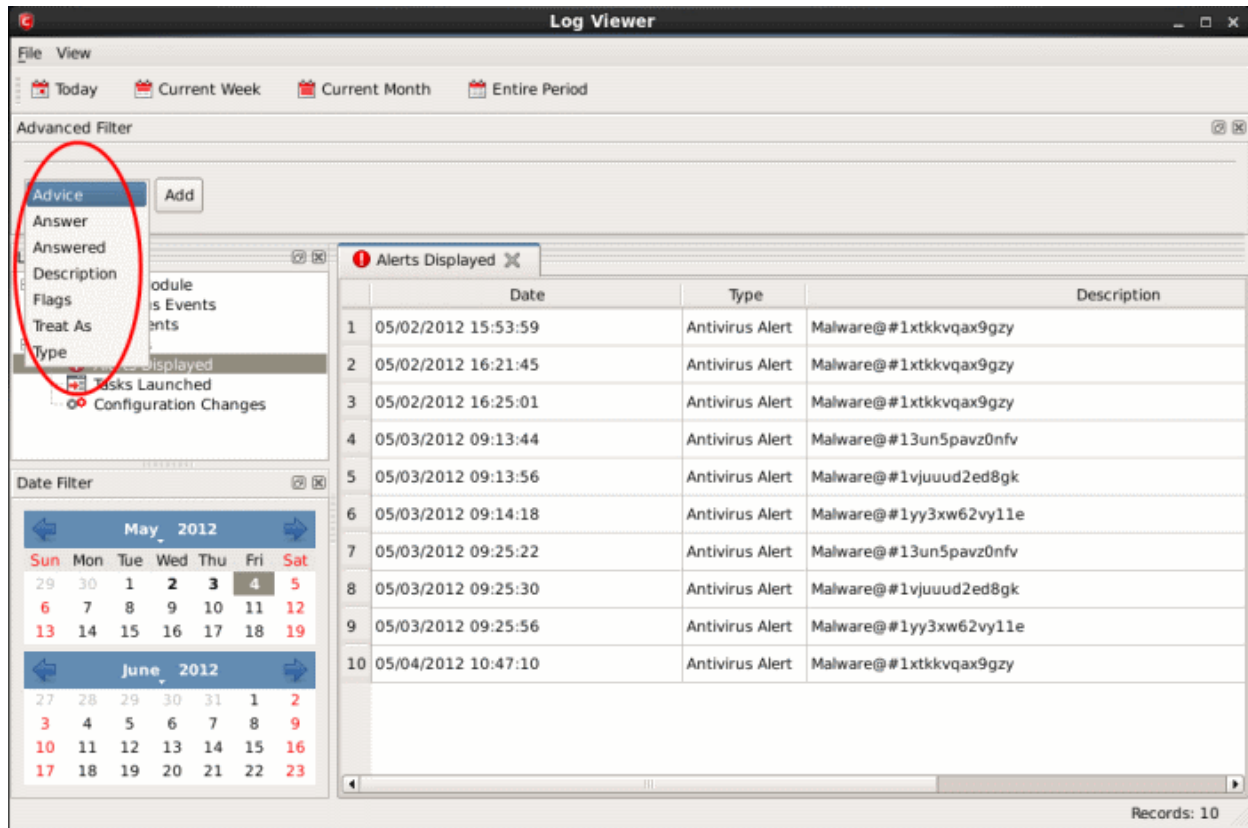 Log Viewer
File View
Today Current Week Current Month Entire Period
Advanced Filter
Advice Add
Answer
Answered
Description
Flags
Treat As
Type
Events
Displayed
Tasks Launched
Configuration Changes
Date Filter
May 2012
Sun Mon Tue Wed Thu Fri Sat
29 30 1 2 3 4 5
6 7 8 9 10 11 12
13 14 15 16 17 18 19
June 2012
27 28 29 30 31 1 2
3 4 5 6 7 8 9
10 11 12 13 14 15 16
17 18 19 20 21 22 23
Alerts Displayed
Date Type Description
1 05/02/2012 15:53:59 Antivirus Alert Malware@#1xtkkvqax9gzy
2 05/02/2012 16:21:45 Antivirus Alert Malware@#1xtkkvqax9gzy
3 05/02/2012 16:25:01 Antivirus Alert Malware@#1xtkkvqax9gzy
4 05/03/2012 09:13:44 Antivirus Alert Malware@#13un5pavz0nfv
5 05/03/2012 09:13:56 Antivirus Alert Malware@#1vjuuud2ed8gk
6 05/03/2012 09:14:18 Antivirus Alert Malware@#1yy3xw62vy11e
7 05/03/2012 09:25:22 Antivirus Alert Malware@#13un5pavz0nfv
8 05/03/2012 09:25:30 Antivirus Alert Malware@#1vjuuud2ed8gk
9 05/03/2012 09:25:56 Antivirus Alert Malware@#1yy3xw62vy11e
10 05/04/2012 10:47:10 Antivirus Alert Malware@#1xtkkvqax9gzy
Records: 10